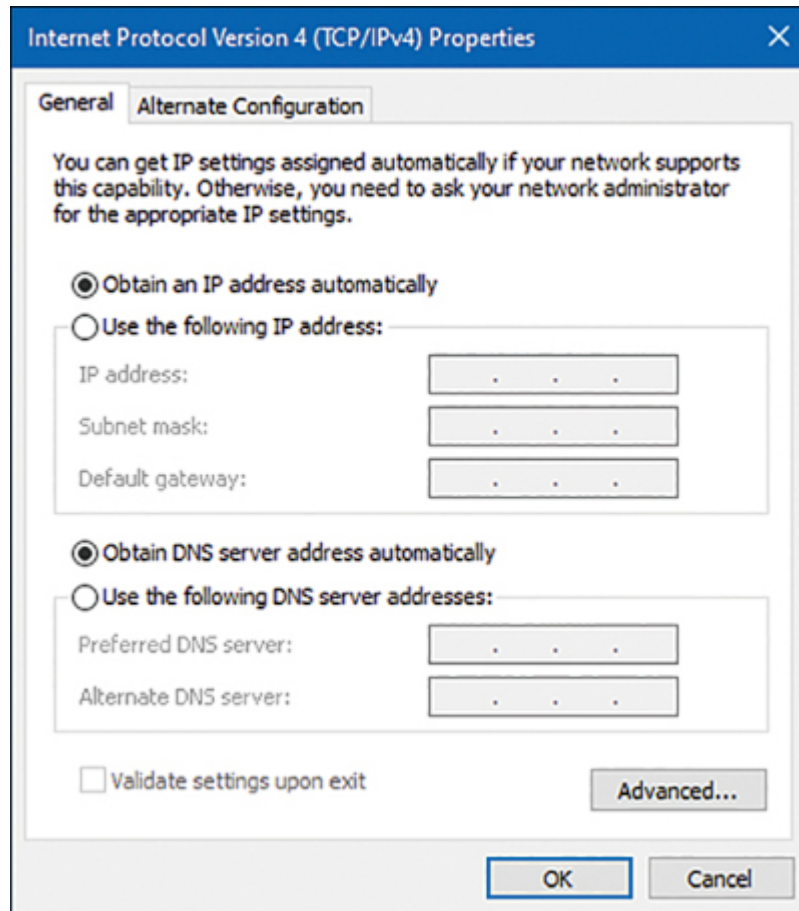 Internet Protocol Version 4 (TCP/IPv4) Properties
General
Alternate Configuration
You can get IP settings assigned automatically if your network supports
this capability. Otherwise, you need to ask your network administrator
for the appropriate IP settings.
Obtain an IP address automatically
Use the following IP address:
IP address:
Subnet mask:
Default gateway:
Obtain DNS server address automatically
Use the following DNS server addresses:
Preferred DNS server:
Alternate DNS server:
Validate settings upon exit
Advanced...
OK
Cancel